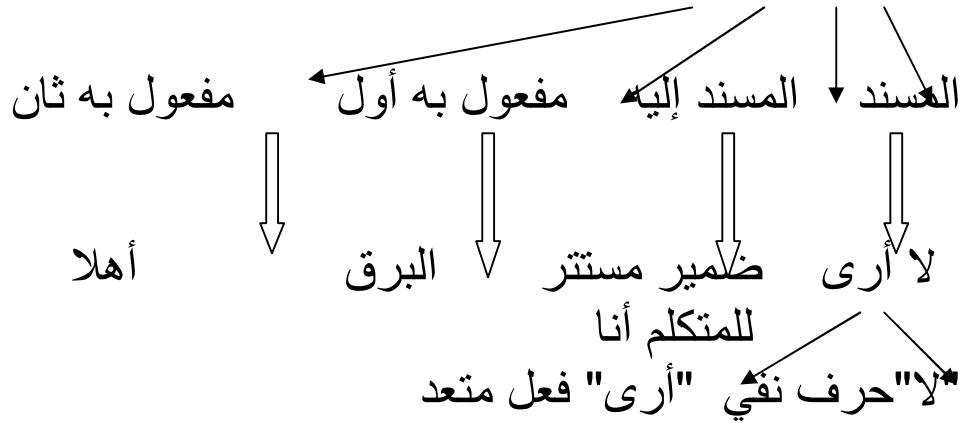 المسند المسند إليه مفعول به أول مفعول به ثان
لا أرى ضمير مستتر البرق أهلا
للمتكلم أنا
"لا"حرف نفي "أرى" فعل متعد